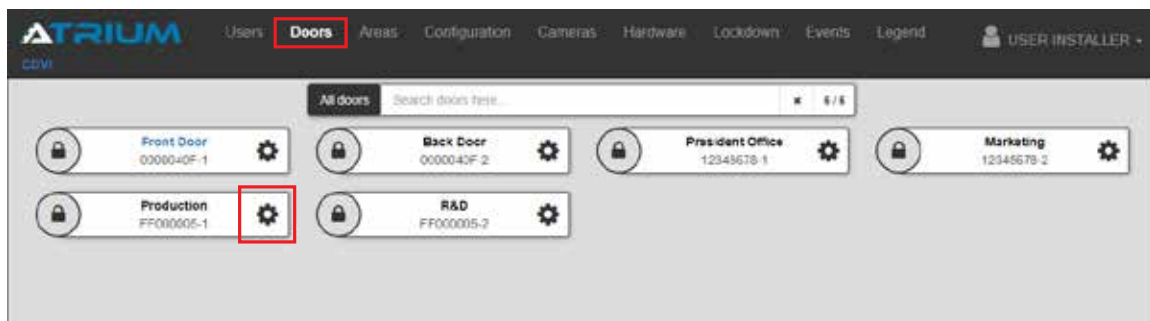 ATRIUM Users Doors Areas Configuration Cameras Hardware Lockdown Events Legend USER INSTALLER
CDVI
All doors Search doors here... 6/6
Front Door Back Door President Office Marketing
0000040F-1 0000040F-2 12345678-1 12345678-2
Production R&D
FF000005-1 FF000005-2